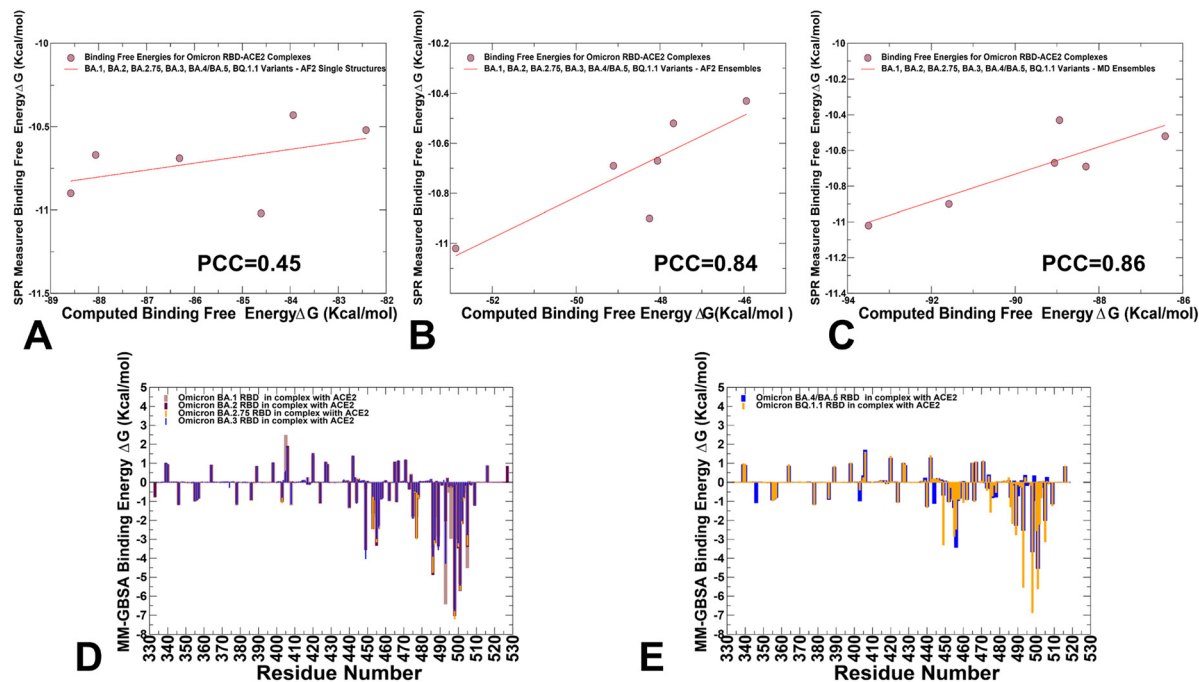 -10
-10.5
-11
-11.5
SPR Measured Binding Free EnergyΔG (Kcal/mol)
Binding Free Energies for Omicron RBD-ACE2 Complexes
BA.1, BA.2, BA.2.75, BA.3, BA.4/BA.5, BQ.1.1 Variants - AF2 Single Structures
PCC=0.45
-89 -88 -87 -86 -85 -84 -83 -82
Computed Binding Free EnergyΔG (Kcal/mol)
A
-10.2
-10.4
-10.6
-10.8
-11
SPR Measured Binding Free Energy ΔG (Kcal/mol)
Binding Free Energies for Omicron RBD-ACE2 Complexes
BA.1, BA.2, BA.2.75, BA.3, BA.4/BA.5, BQ.1.1 Variants - AF2 Ensembles
PCC=0.84
-52 -50 -48 -46
Computed Binding Free Energy ΔG(Kcal/mol )
B
-10
-10.2
-10.4
-10.6
-10.8
-11
-11.2
-11.4
SPR Measured Binding Free Energy ΔG (Kcal/mol)
Binding Free Energies for Omicron RBD-ACE2 Complexes
BA.1, BA.2, BA.2.75, BA.3, BA.4/BA.5, BQ.1.1 Variants - MD Ensembles
PCC=0.86
-94 -92 -90 -88 -86
Computed Binding Free Energy ΔG (Kcal/mol)
C
5
4
3
2
1
0
-1
-2
-3
-4
-5
-6
-7
-8
MM-GBSA Binding Energy ΔG (Kcal/mol)
Omicron BA.1 RBD in complex with ACE2
Omicron BA.2 RBD in complex with ACE2
Omicron BA.2.75 RBD in complex with ACE2
Omicron BA.3 RBD in complex with ACE2
330 340 350 360 370 380 390 400 410 420 430 440 450 460 470 480 490 500 510 520 530
Residue Number
D
5
4
3
2
1
0
-1
-2
-3
-4
-5
-6
-7
-8
MM-GBSA Binding Energy ΔG (Kcal/mol)
Omicron BA.4/BA.5 RBD in complex with ACE2
Omicron BQ.1.1 RBD in complex with ACE2
330 340 350 360 370 380 390 400 410 420 430 440 450 460 470 480 490 500 510 520 530
Residue Number
E